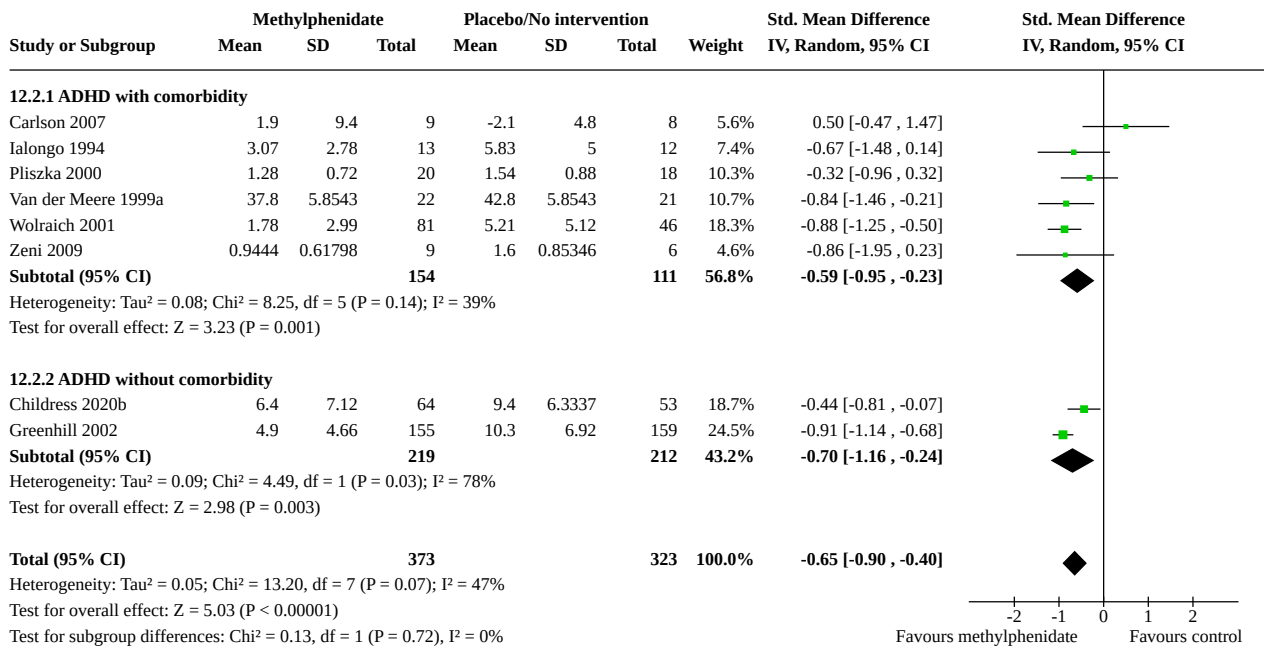 Methylphenidate Placebo/No intervention Std. Mean Difference Std. Mean Difference
Study or Subgroup Mean SD Total Mean SD Total Weight IV, Random, 95% CI IV, Random, 95% CI
12.2.1 ADHD with comorbidity
Carlson 2007 1.9 9.4 9 -2.1 4.8 8 5.6% 0.50 [-0.47 , 1.47]
Ialongo 1994 3.07 2.78 13 5.83 5 12 7.4% -0.67 [-1.48 , 0.14]
Pliszka 2000 1.28 0.72 20 1.54 0.88 18 10.3% -0.32 [-0.96 , 0.32]
Van der Meere 1999a 37.8 5.8543 22 42.8 5.8543 21 10.7% -0.84 [-1.46 , -0.21]
Wolraich 2001 1.78 2.99 81 5.21 5.12 46 18.3% -0.88 [-1.25 , -0.50]
Zeni 2009 0.9444 0.61798 9 1.6 0.85346 6 4.6% -0.86 [-1.95 , 0.23]
Subtotal (95% CI) 154 111 56.8% -0.59 [-0.95 , -0.23]
Heterogeneity: Tau² = 0.08; Chi² = 8.25, df = 5 (P = 0.14); I² = 39%
Test for overall effect: Z = 3.23 (P = 0.001)
12.2.2 ADHD without comorbidity
Childress 2020b 6.4 7.12 64 9.4 6.3337 53 18.7% -0.44 [-0.81 , -0.07]
Greenhill 2002 4.9 4.66 155 10.3 6.92 159 24.5% -0.91 [-1.14 , -0.68]
Subtotal (95% CI) 219 212 43.2% -0.70 [-1.16 , -0.24]
Heterogeneity: Tau² = 0.09; Chi² = 4.49, df = 1 (P = 0.03); I² = 78%
Test for overall effect: Z = 2.98 (P = 0.003)
Total (95% CI) 373 323 100.0% -0.65 [-0.90 , -0.40]
Heterogeneity: Tau² = 0.05; Chi² = 13.20, df = 7 (P = 0.07); I² = 47%
Test for overall effect: Z = 5.03 (P < 0.00001)
-2 -1 0 1 2
Test for subgroup differences: Chi² = 0.13, df = 1 (P = 0.72), I² = 0% Favours methylphenidate Favours control